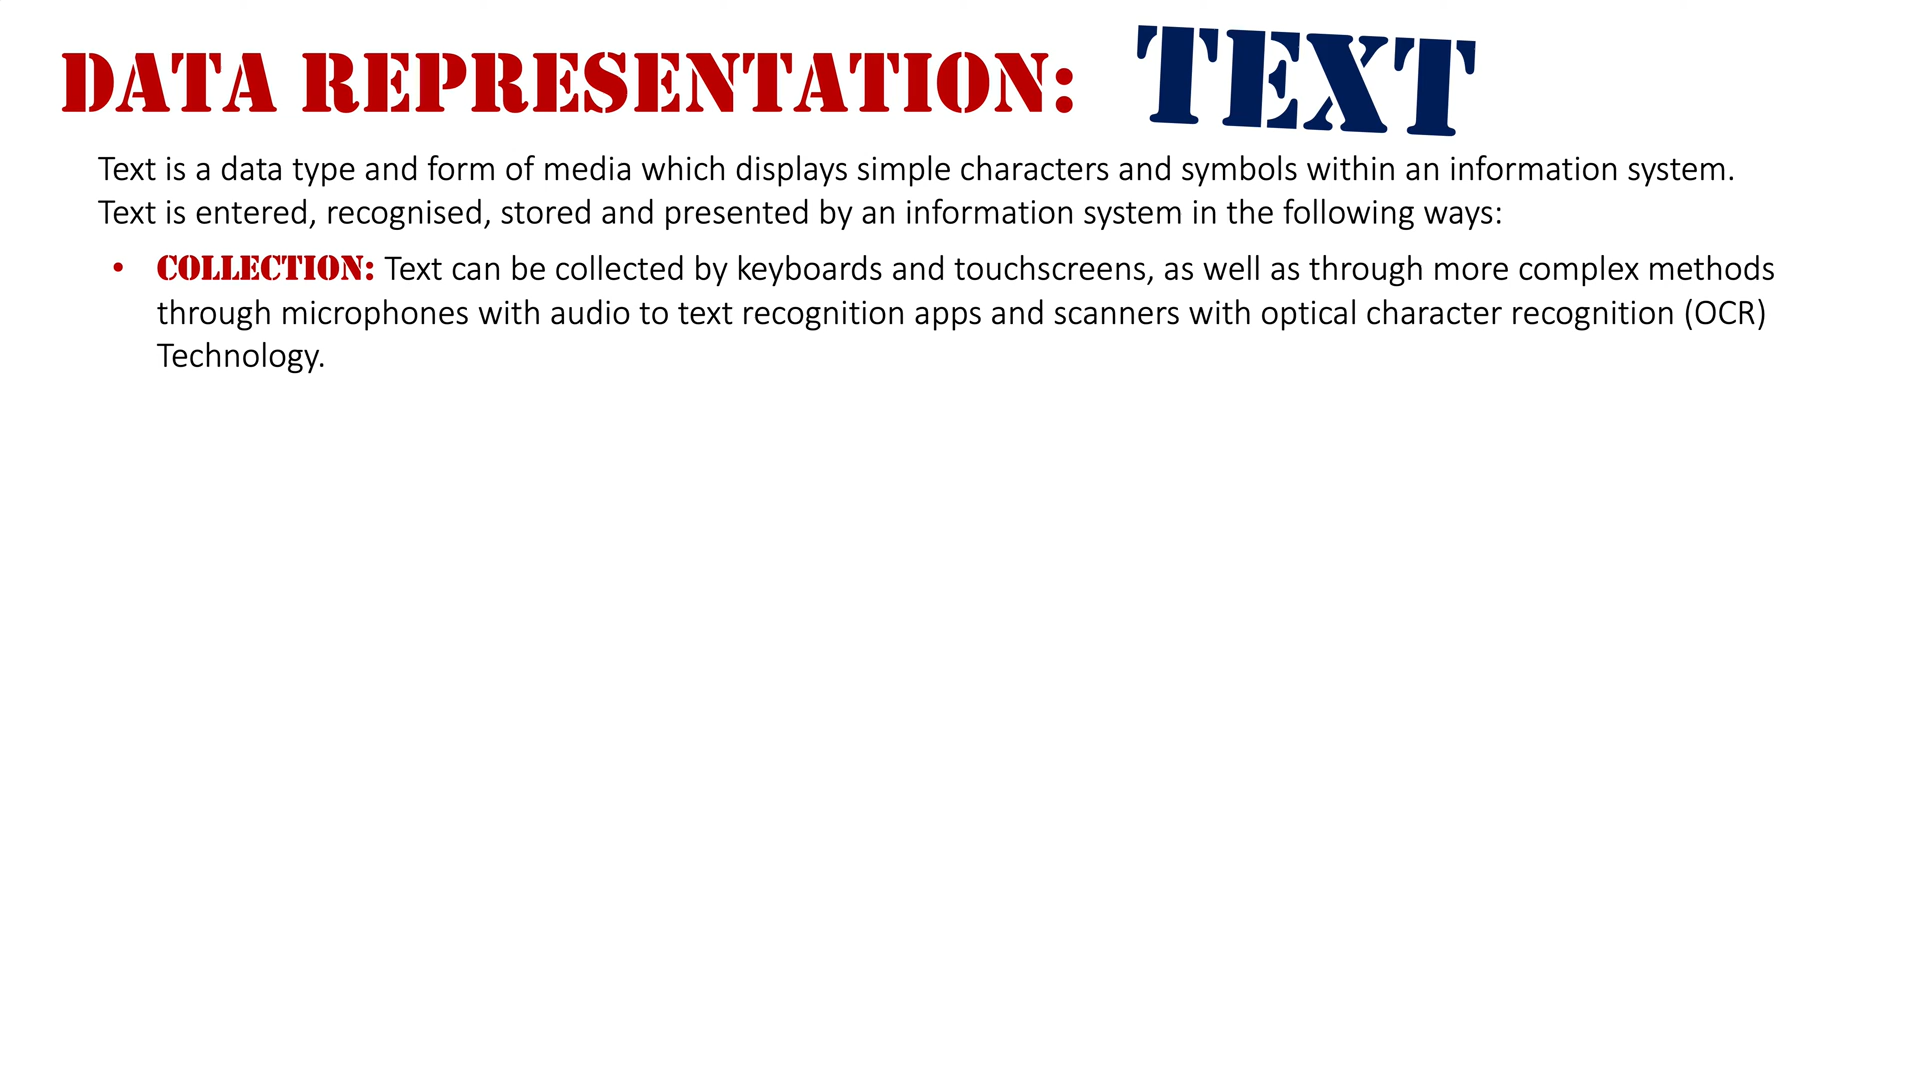 DATA REPRESENTATION: TEXT
Text is a data type and form of media which displays simple characters and symbols within an information system.
Text is entered, recognised, stored and presented by an information system in the following ways:
• COLLECTION: Text can be collected by keyboards and touchscreens, as well as through more complex methods
through microphones with audio to text recognition apps and scanners with optical character recognition (OCR)
Technology.